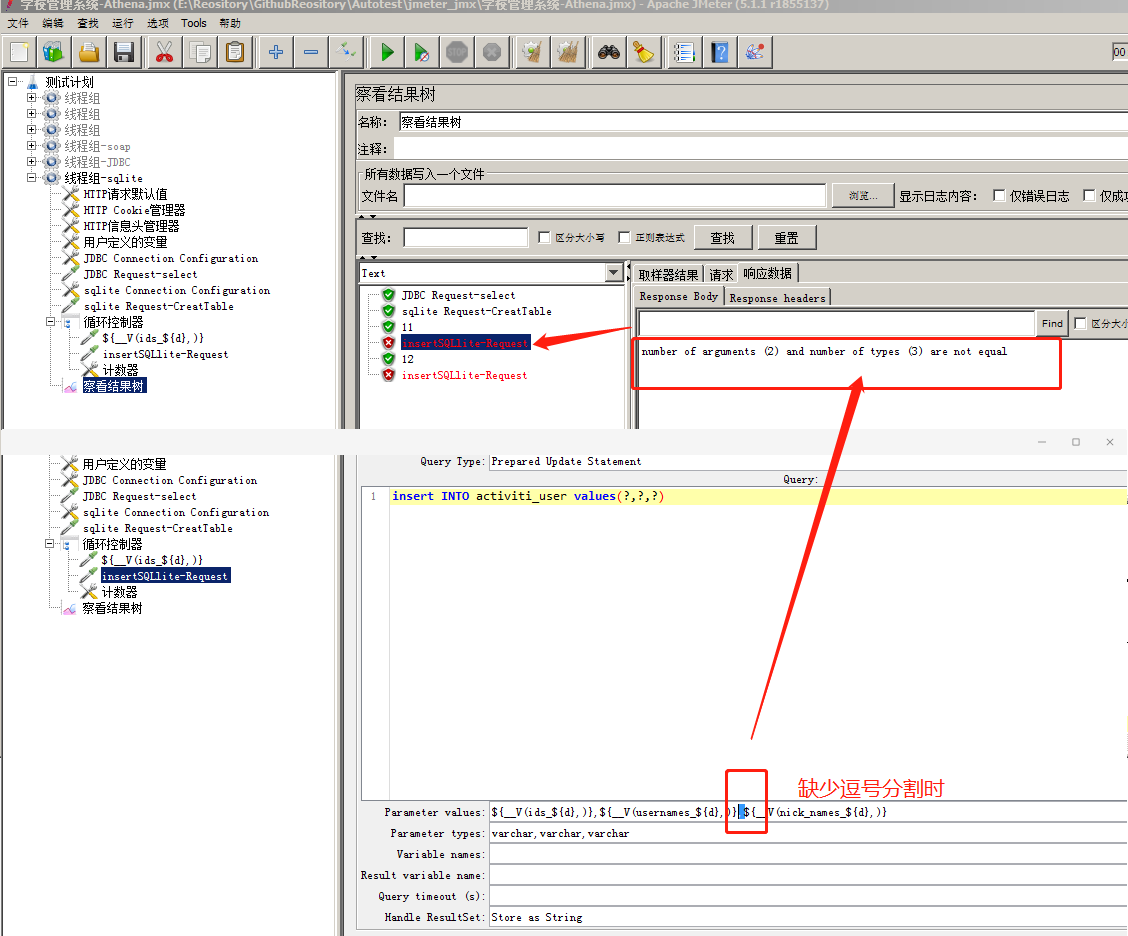 学校管理系统-Athena.jmx (E:\Reository\GithubReository\Autotest\jmeter_jmx\学校管理系统-Athena.jmx) - Apache JMeter (5.1.1 r1855137)
文件 编辑 查找 运行 选项 Tools 帮助
STOP
00
测试计划
线程组
线程组
线程组
线程组-soap
线程组-JDBC
线程组-sqlite
HTTP请求默认值
HTTP Cookie管理器
HTTP信息头管理器
用户定义的变量
JDBC Connection Configuration
JDBC Request-select
sqlite Connection Configuration
sqlite Request-CreatTable
循环控制器
${__V(ids_${d},)}
insertSQLlite-Request
计数器
察看结果树
察看结果树
名称: 察看结果树
注释:
所有数据写入一个文件
文件名 浏览... 显示日志内容: 仅错误日志 仅成功
查找: 区分大小写 正则表达式 查找 重置
Text
JDBC Request-select
sqlite Request-CreatTable
11
insertSQLlite-Request
12
insertSQLlite-Request
取样器结果 请求 响应数据
Response Body Response headers
Find 区分大小
number of arguments (2) and number of types (3) are not equal
用户定义的变量
JDBC Connection Configuration
JDBC Request-select
sqlite Connection Configuration
sqlite Request-CreatTable
循环控制器
${__V(ids_${d},)}
insertSQLlite-Request
计数器
察看结果树
Query Type: Prepared Update Statement
Query:
1 insert INTO activiti_user values(?,?,?)
缺少逗号分割时
Parameter values: ${__V(ids_${d},)},${__V(usernames_${d},)} ${__V(nick_names_${d},)}
Parameter types: varchar,varchar,varchar
Variable names:
Result variable name:
Query timeout (s):
Handle ResultSet: Store as String